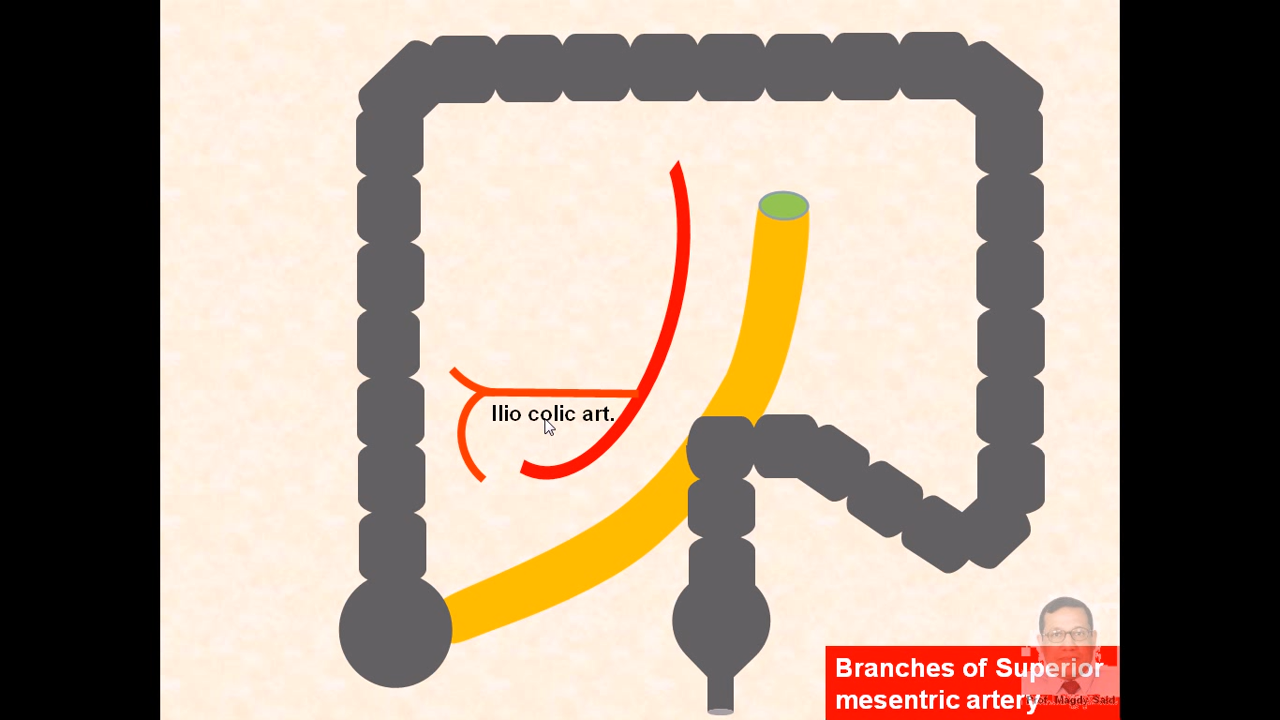 Ilio colic art.
Branches of Superior
mesentric artery
Prof. Magdy Said